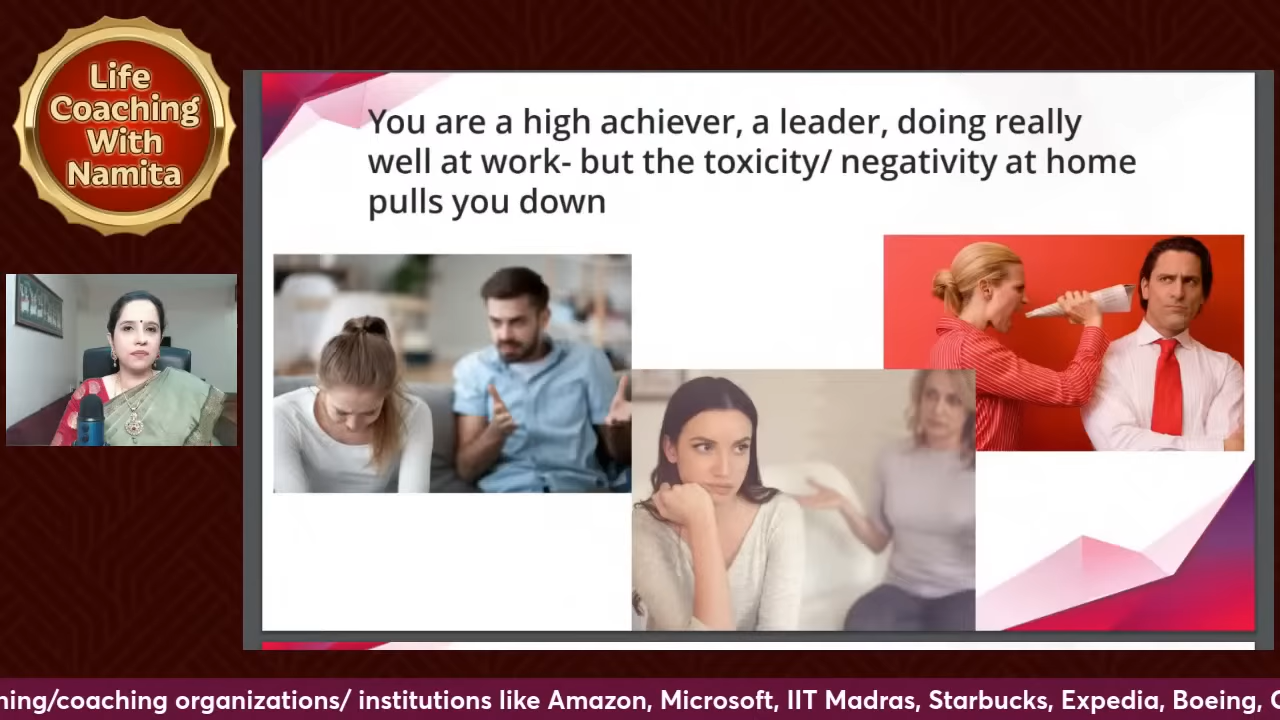 Life
Coaching
With
Namita
You are a high achiever, a leader, doing really
well at work- but the toxicity/ negativity at home
pulls you down
ning/coaching organizations/ institutions like Amazon, Microsoft, IIT Madras, Starbucks, Expedia, Boeing,